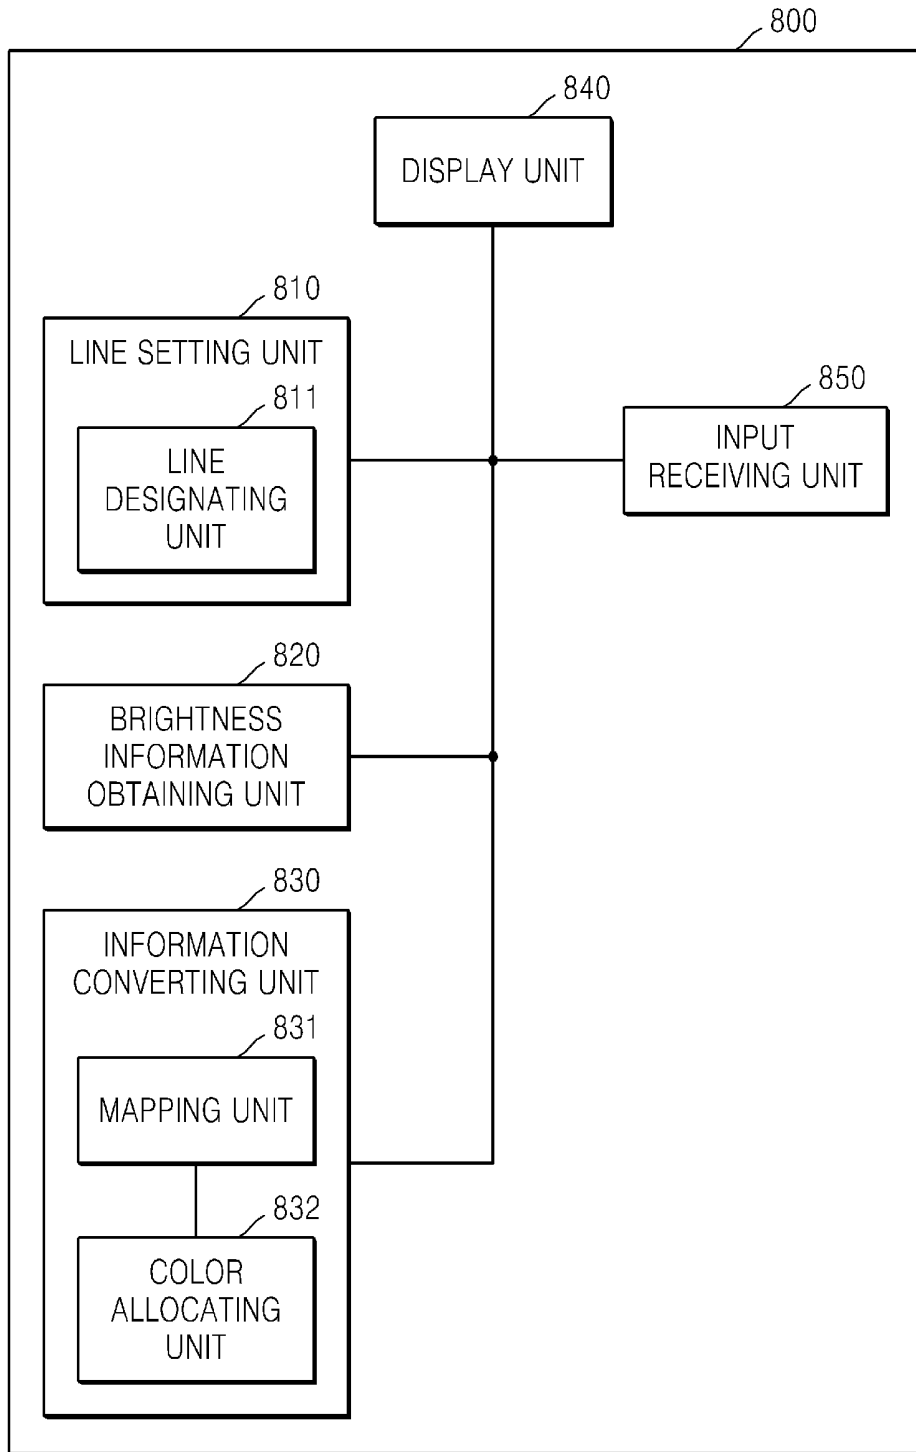 800
840
DISPLAY UNIT
810
LINE SETTING UNIT
811
LINE
DESIGNATING
UNIT
850
INPUT
RECEIVING UNIT
820
BRIGHTNESS
INFORMATION
OBTAINING UNIT
830
INFORMATION
CONVERTING UNIT
831
MAPPING UNIT
832
COLOR
ALLOCATING
UNIT